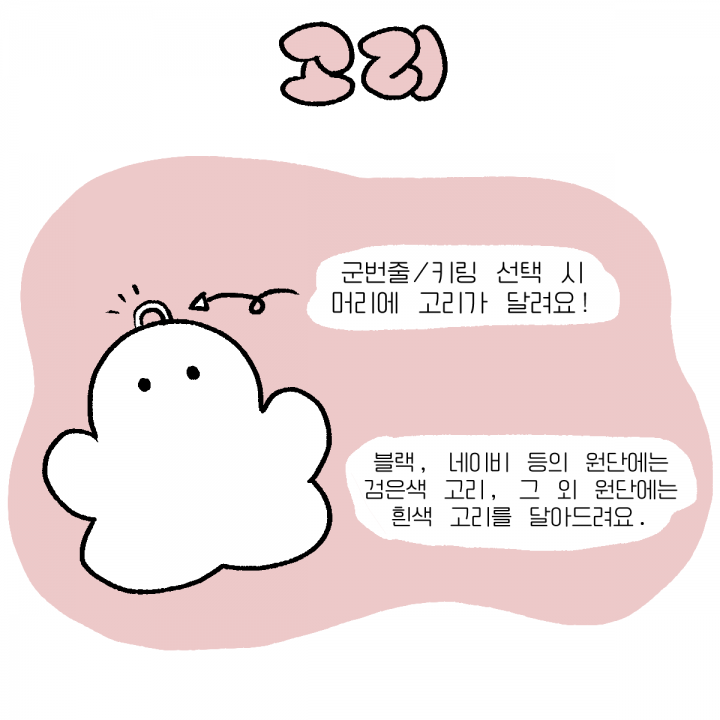 고리
군번줄/키링 선택 시
머리에 고리가 달려요!
블랙, 네이비 등의 원단에는
검은색 고리, 그 외 원단에는
흰색 고리를 달아드려요.